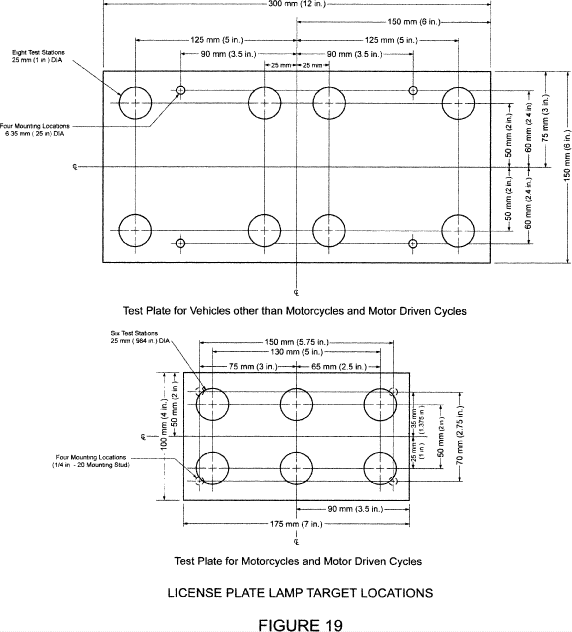 300 mm (12 in.)
150 mm (6 in.)
125 mm (5 in.)
125 mm (5 in.)
Eight Test Stations
25 mm (1 in ) DIA
90 mm (3.5 in.)
90 mm (3.5 in.)
25 mm
25 mm
Four Mounting Locations
6 35 mm ( 25 in) DIA
50 mm (2 in.)
60 mm (2 4 in.)
75 mm (3 in.)
150 mm (6 in.)
50 mm (2 in.)
60 mm (2.4 in.)
Test Plate for Vehicles other than Motorcycles and Motor Driven Cycles
Six Test Stations
25 mm ( 984 in.) DIA
150 mm (5.75 in.)
130 mm (5 in.)
75 mm (3 in.)
65 mm (2.5 in.)
100 mm (4 in.)
50 mm (2 in )
35 mm
(1.375 in )
25 mm
(1 in )
50 mm (2 in )
70 mm (2.75 in.)
Four Mounting Locations
(1/4 in - 20 Mounting Stud)
90 mm (3.5 in.)
175 mm (7 in.)
Test Plate for Motorcycles and Motor Driven Cycles
LICENSE PLATE LAMP TARGET LOCATIONS
FIGURE 19